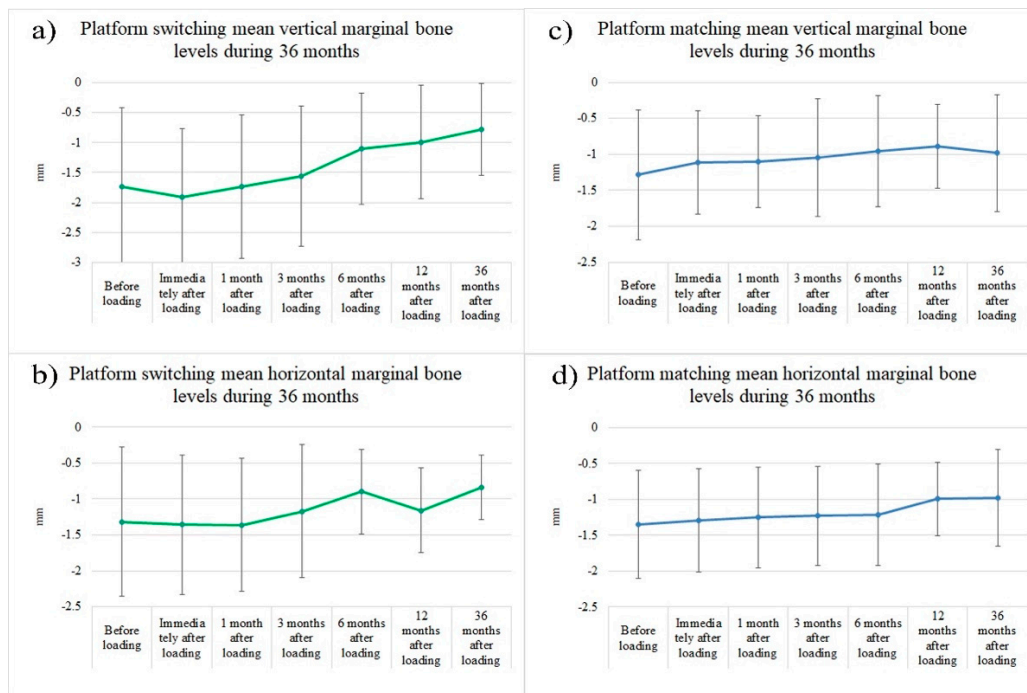 a)
Platform switching mean vertical marginal bone
levels during 36 months
0
-0.5
-1
-1.5
-2
-2.5
-3
mm
Before
loading
Immedia
tely after
loading
1 month
after
loading
3 months
after
loading
6 months
after
loading
12
months
after
loading
36
months
after
loading
c)
Platform matching mean vertical marginal bone
levels during 36 months
0
-0.5
-1
-1.5
-2
-2.5
mm
Before
loading
Immedia
tely after
loading
1 month
after
loading
3 months
after
loading
6 months
after
loading
12
months
after
loading
36
months
after
loading
b)
Platform switching mean horizontal marginal bone
levels during 36 months
0
-0.5
-1
-1.5
-2
-2.5
mm
Before
loading
Immedia
tely after
loading
1 month
after
loading
3 months
after
loading
6 months
after
loading
12
months
after
loading
36
months
after
loading
d)
Platform matching mean horizontal marginal bone
levels during 36 months
0
-0.5
-1
-1.5
-2
-2.5
mm
Before
loading
Immedia
tely after
loading
1 month
after
loading
3 months
after
loading
6 months
after
loading
12
months
after
loading
36
months
after
loading